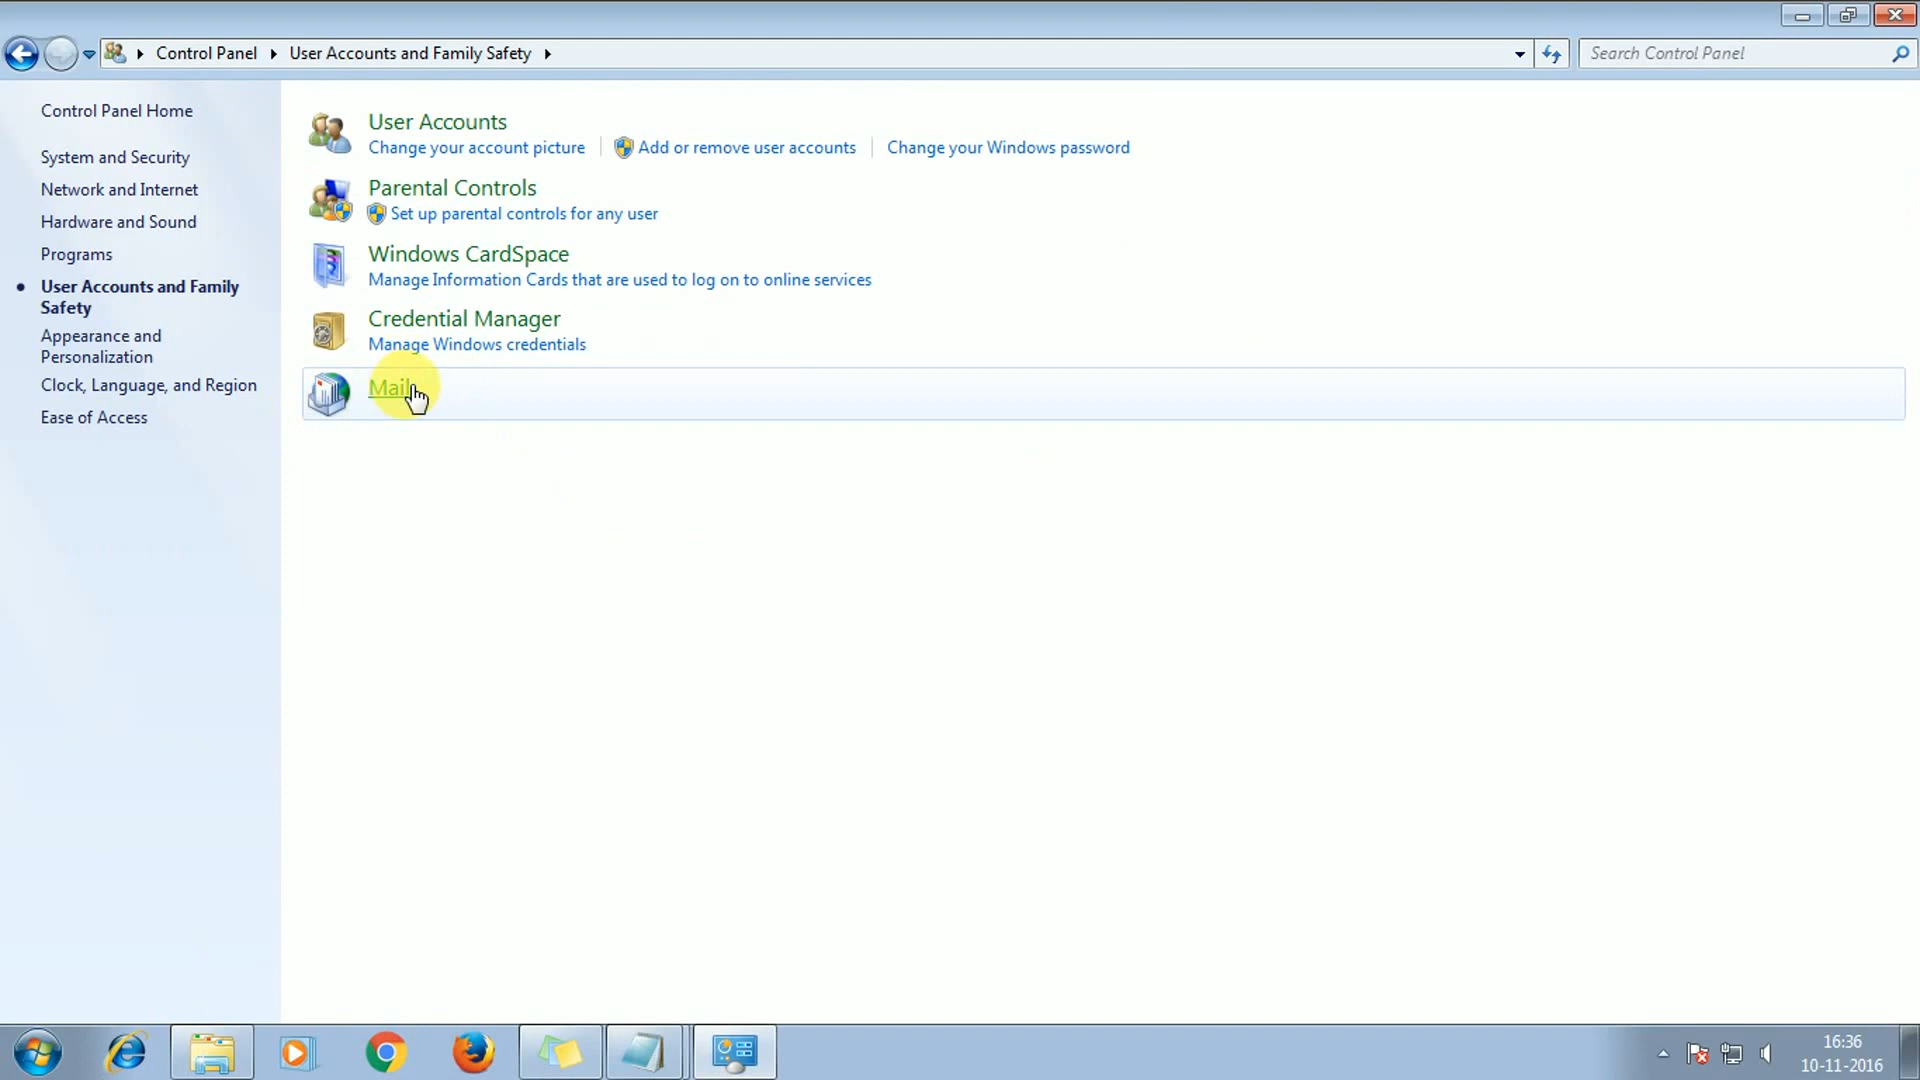 Control Panel
User Accounts and Family Safety
Search Control Panel
Control Panel Home
System and Security
Network and Internet
Hardware and Sound
Programs
User Accounts and Family
Safety
Appearance and
Personalization
Clock, Language, and Region
Ease of Access
User Accounts
Change your account picture
Add or remove user accounts
Change your Windows password
Parental Controls
Set up parental controls for any user
Windows CardSpace
Manage Information Cards that are used to log on to online services
Credential Manager
Manage Windows credentials
Mail
16:36
10-11-2016